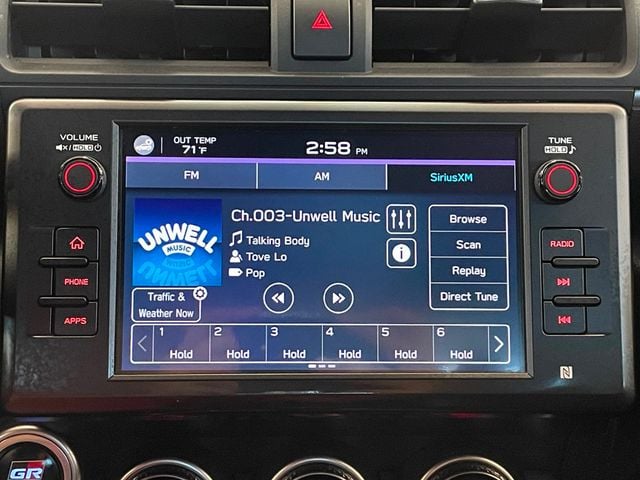 VOLUME
HOLD
OUT TEMP
71°F
2:58 PM
TUNE
HOLD
FM
AM
SiriusXM
UNWELL
MUSIC
UNWELL
Ch.003-Unwell Music
Talking Body
Tove Lo
Pop
Browse
Scan
Replay
Direct Tune
Traffic &
Weather Now
1 2 3 4 5 6
Hold Hold Hold Hold Hold Hold
PHONE
APPS
RADIO
N
GR